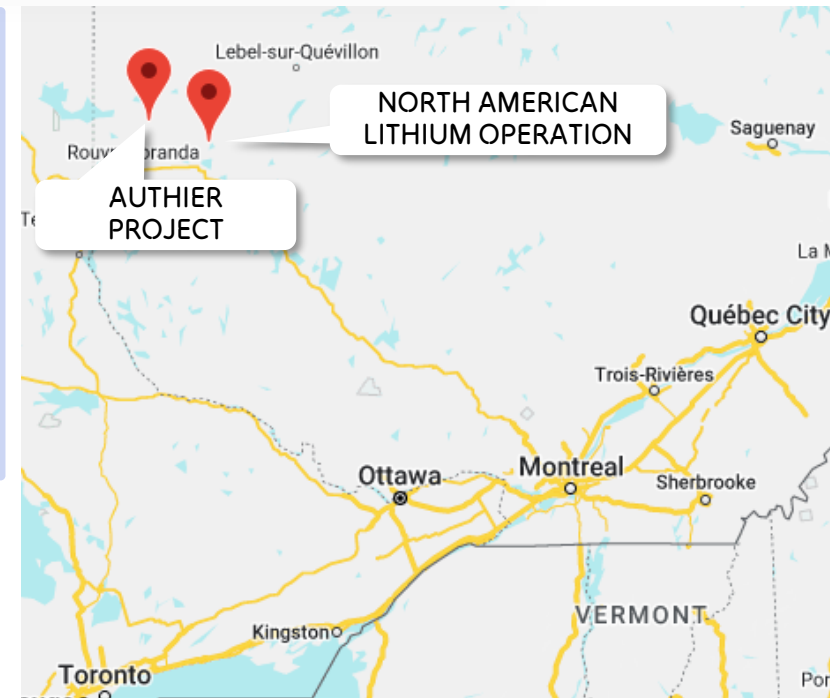 Lebel-sur-Quévillon
NORTH AMERICAN
LITHIUM OPERATION
Saguenay
AUTHIER
PROJECT
Québec City
Trois-Rivières
Ottawa
Montreal
Sherbrooke
VERMONT
Kingston
Toronto